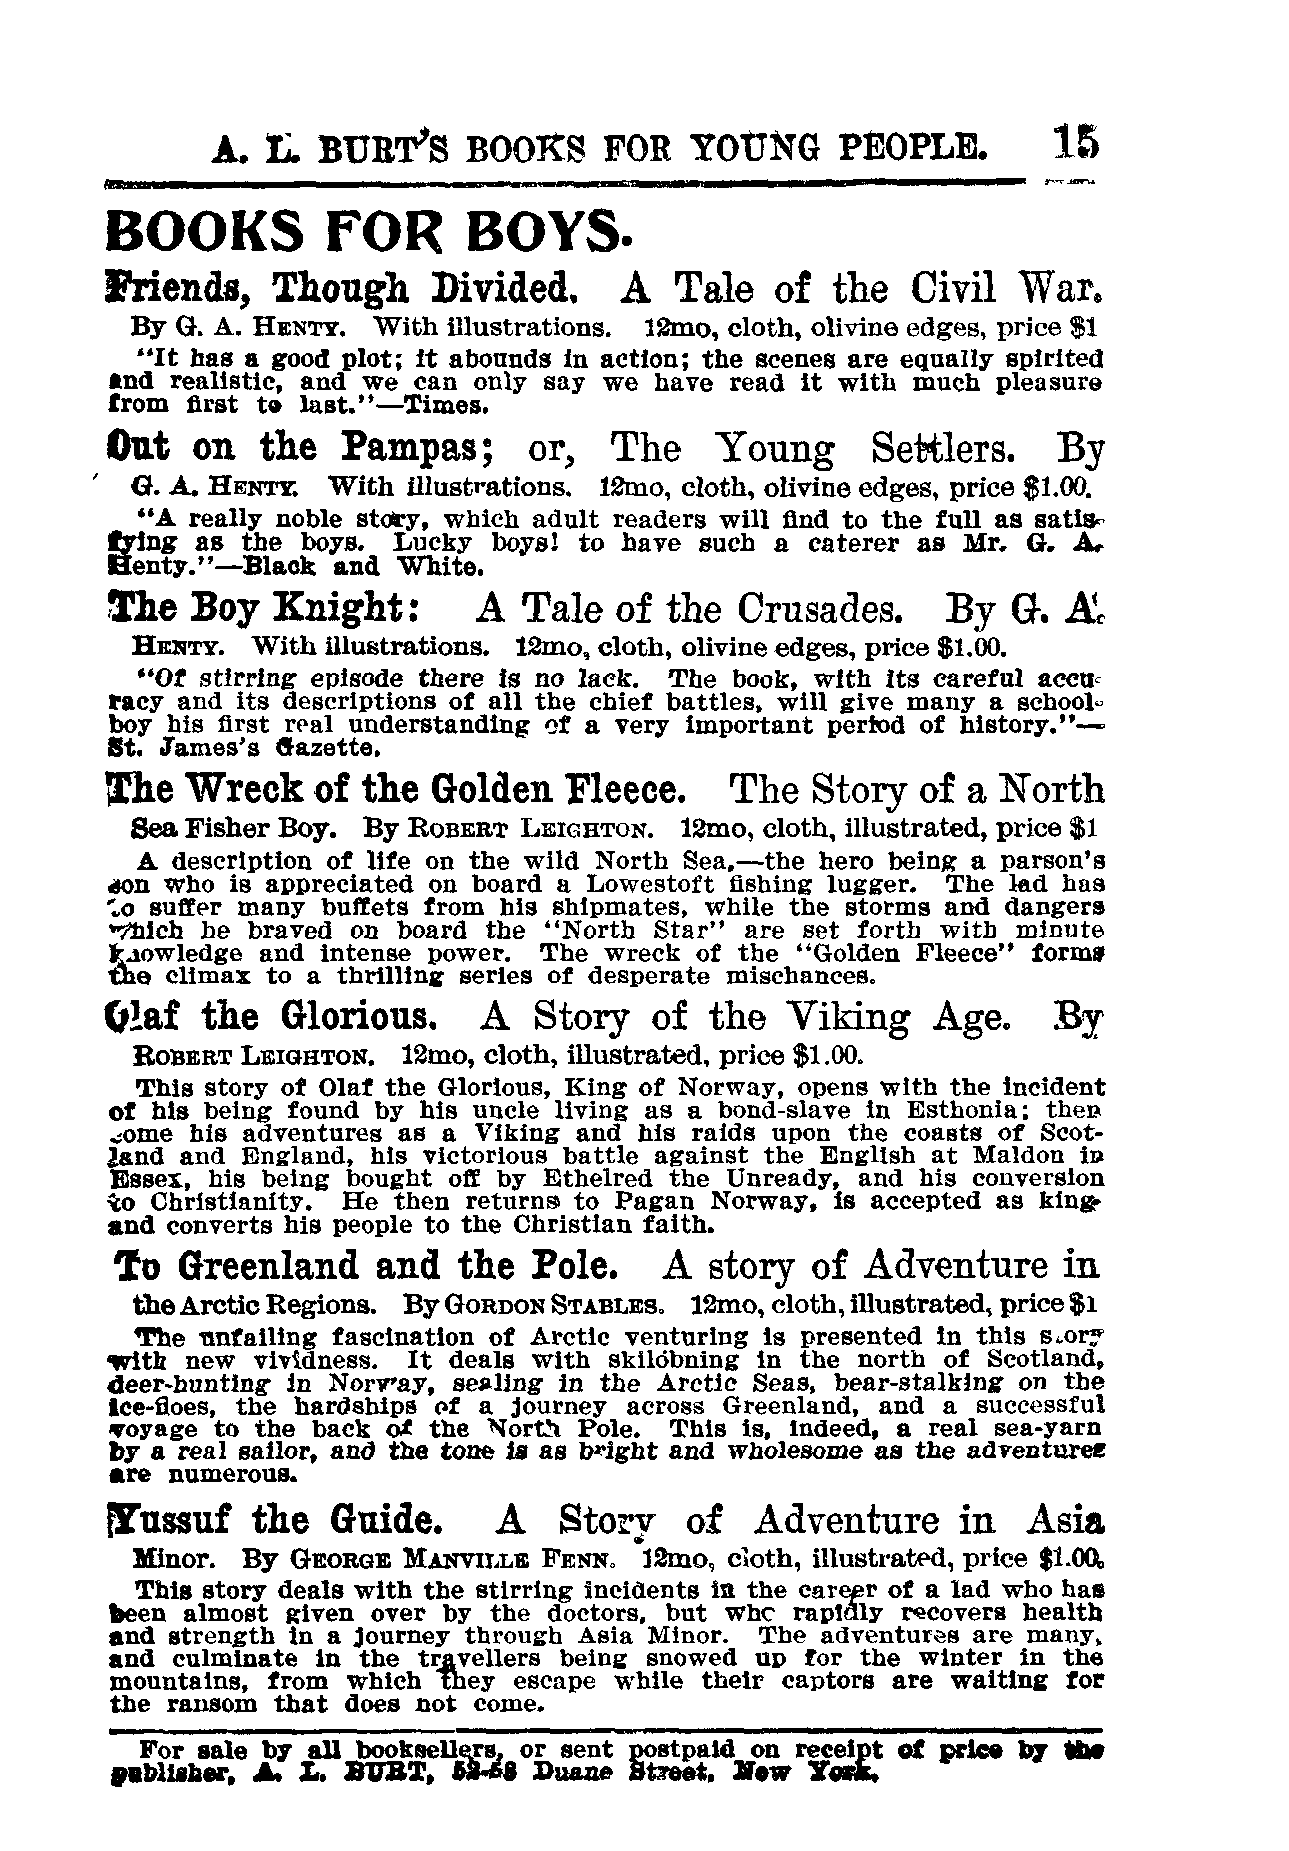 A. L. BURT'S BOOKS FOR YOUNG PEOPLE. 15
BOOKS FOR BOYS.
Friends, Though Divided. A Tale of the Civil War.
By G. A. HENTY. With illustrations. 12mo, cloth, olivine edges, price $1
"It has a good plot; it abounds in action; the scenes are equally spirited
and realistic, and we can only say we have read it with much pleasure
from first to last."—Times.
Out on the Pampas; or, The Young Settlers. By
G. A. HENTY. With illustrations. 12mo, cloth, olivine edges, price $1.00.
"A really noble story, which adult readers will find to the full as satis-
fying as the boys. Lucky boys! to have such a caterer as Mr. G. A.
Henty."—Black and White.
The Boy Knight: A Tale of the Crusades. By G. A.
HENTY. With illustrations. 12mo, cloth, olivine edges, price $1.00.
"Of stirring episode there is no lack. The book, with its careful accu-
racy and its descriptions of all the chief battles, will give many a school-
boy his first real understanding of a very important period of history."—
St. James's Gazette.
The Wreck of the Golden Fleece. The Story of a North
Sea Fisher Boy. By ROBERT LEIGHTON. 12mo, cloth, illustrated, price $1
A description of life on the wild North Sea,—the hero being a parson's
son who is appreciated on board a Lowestoft fishing lugger. The lad has
to suffer many buffets from his shipmates, while the storms and dangers
which he braved on board the "North Star" are set forth with minute
knowledge and intense power. The wreck of the "Golden Fleece" forms
the climax to a thrilling series of desperate mischances.
Olaf the Glorious. A Story of the Viking Age. By
ROBERT LEIGHTON. 12mo, cloth, illustrated, price $1.00.
This story of Olaf the Glorious, King of Norway, opens with the incident
of his being found by his uncle living as a bond-slave in Esthonia; then
come his adventures as a Viking and his raids upon the coasts of Scot-
land and England, his victorious battle against the English at Maldon in
Essex, his being bought off by Ethelred the Unready, and his conversion
to Christianity. He then returns to Pagan Norway, is accepted as king
and converts his people to the Christian faith.
To Greenland and the Pole. A story of Adventure in
the Arctic Regions. By GORDON STABLES. 12mo, cloth, illustrated, price $1
The unfailing fascination of Arctic venturing is presented in this story
with new vividness. It deals with skilöbning in the north of Scotland,
deer-hunting in Norway, sealing in the Arctic Seas, bear-stalking on the
ice-floes, the hardships of a journey across Greenland, and a successful
voyage to the back of the North Pole. This is, indeed, a real sea-yarn
by a real sailor, and the tone is as bright and wholesome as the adventures
are numerous.
Yussuf the Guide. A Story of Adventure in Asia
Minor. By GEORGE MANVILLE FENN. 12mo, cloth, illustrated, price $1.00.
This story deals with the stirring incidents in the career of a lad who has
been almost given over by the doctors, but who rapidly recovers health
and strength in a journey through Asia Minor. The adventures are many,
and culminate in the travellers being snowed up for the winter in the
mountains, from which they escape while their captors are waiting for
the ransom that does not come.
For sale by all booksellers, or sent postpaid on receipt of price by the
publisher, A. L. BURT, 52-58 Duane Street, New York.